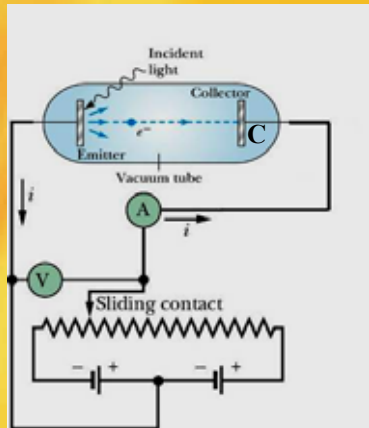 Incident
light
Collector
C
e⁻
Emitter
Vacuum tube
i
A
i
V
Sliding contact
− + − +